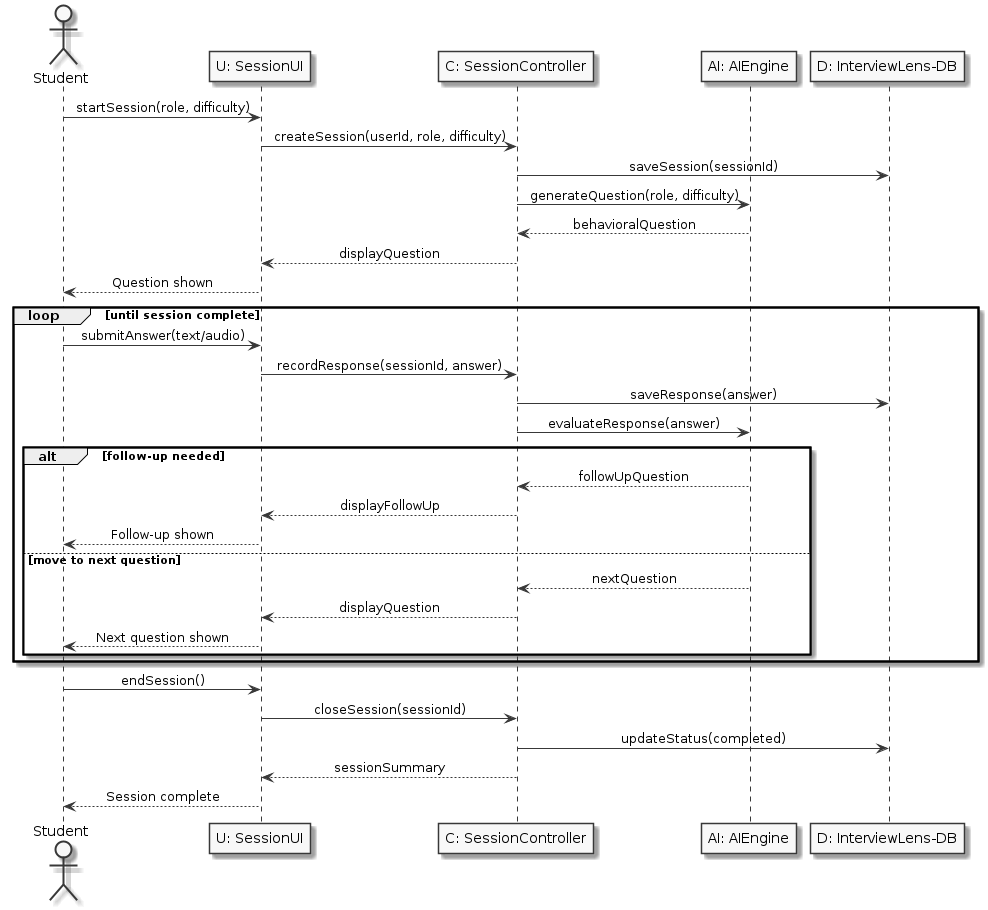 Student
U: SessionUI
C: SessionController
AI: AIEngine
D: InterviewLens-DB
startSession(role, difficulty)
createSession(userId, role, difficulty)
saveSession(sessionId)
generateQuestion(role, difficulty)
behavioralQuestion
displayQuestion
Question shown
loop
[until session complete]
submitAnswer(text/audio)
recordResponse(sessionId, answer)
saveResponse(answer)
evaluateResponse(answer)
alt
[follow-up needed]
followUpQuestion
displayFollowUp
Follow-up shown
[move to next question]
nextQuestion
displayQuestion
Next question shown
endSession()
closeSession(sessionId)
updateStatus(completed)
sessionSummary
Session complete
Student
U: SessionUI
C: SessionController
AI: AIEngine
D: InterviewLens-DB